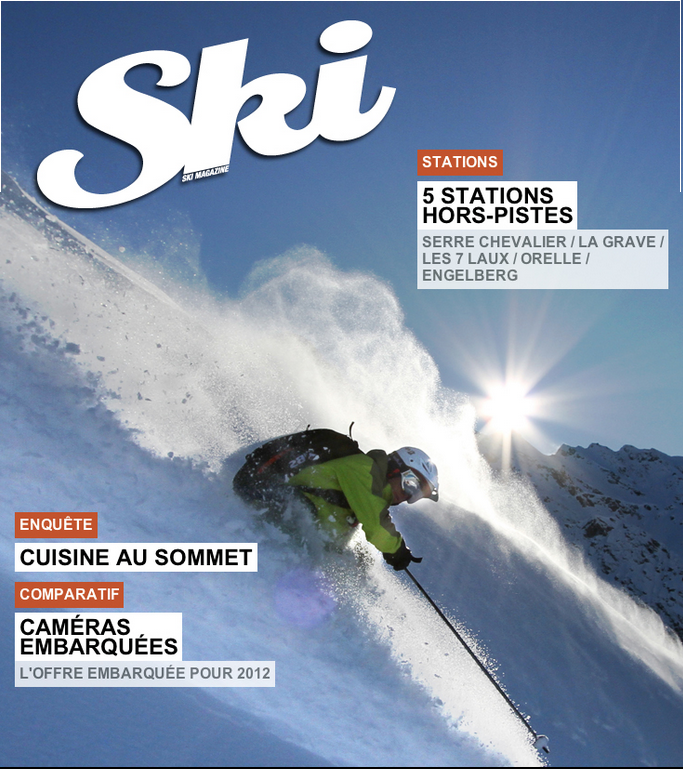 Ski
SKI MAGAZINE
STATIONS
5 STATIONS
HORS-PISTES
SERRE CHEVALIER / LA GRAVE /
LES 7 LAUX / ORELLE /
ENGELBERG
ENQUÊTE
CUISINE AU SOMMET
COMPARATIF
CAMÉRAS
EMBARQUÉES
L'OFFRE EMBARQUÉE POUR 2012